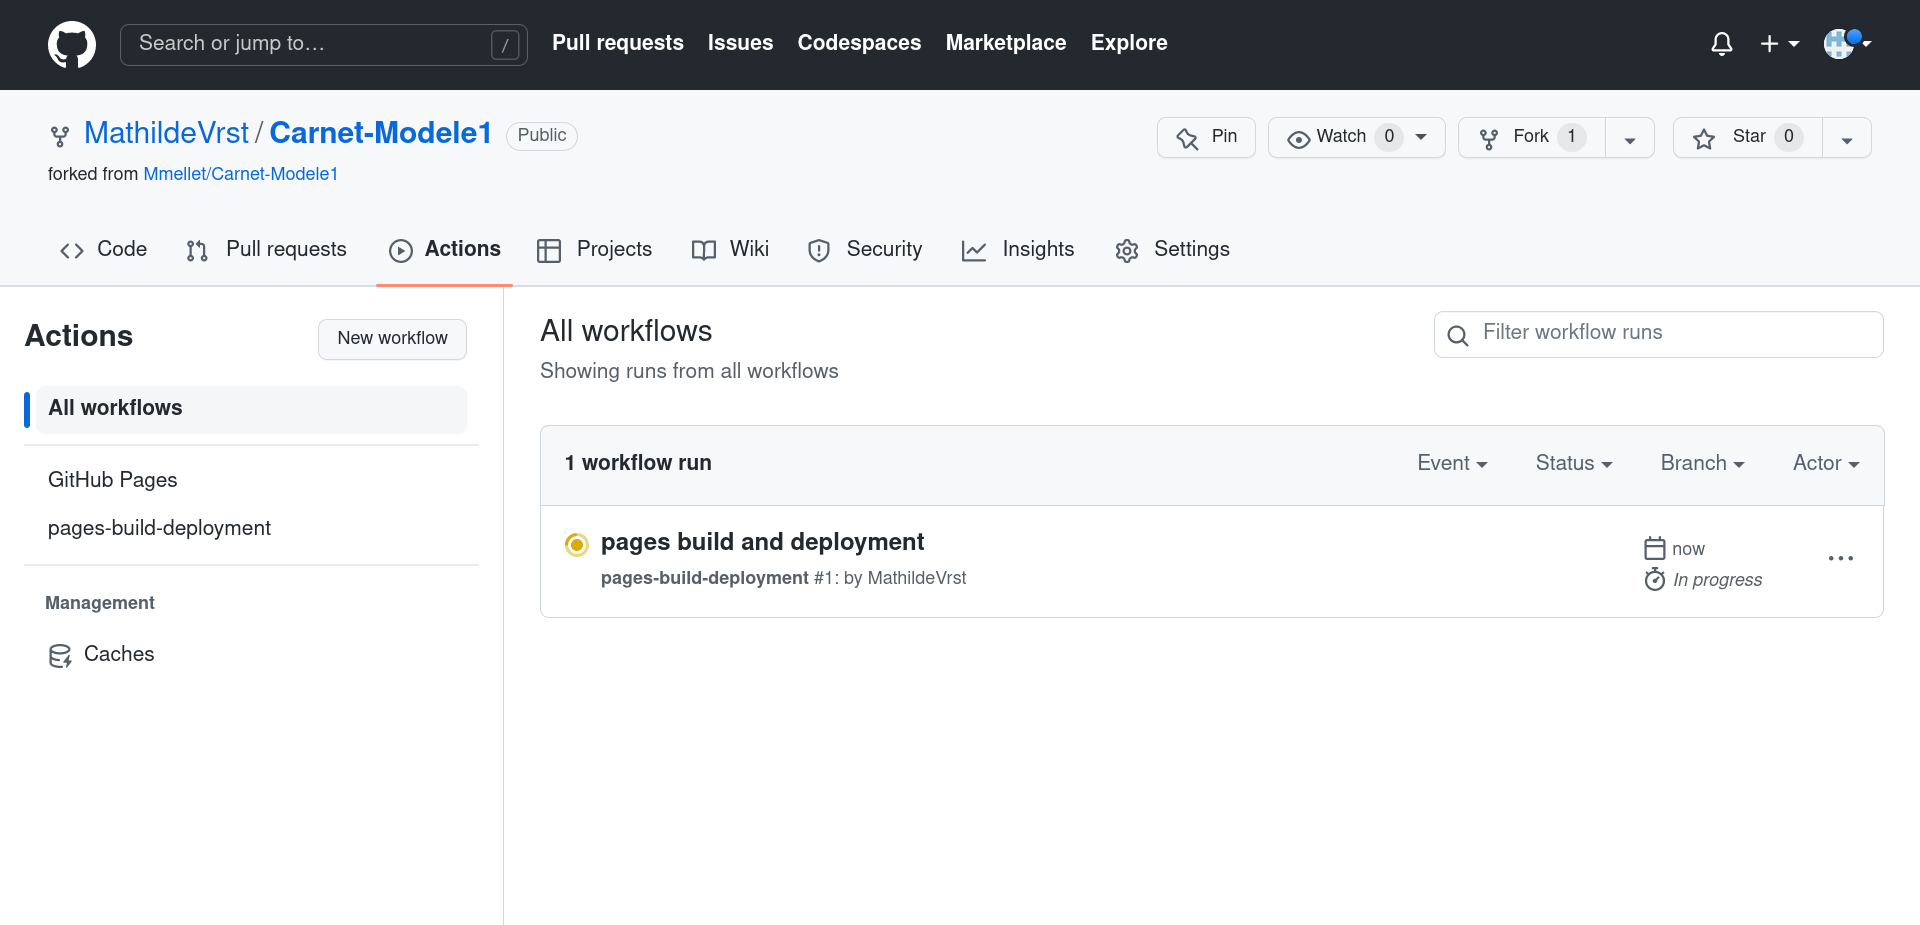 Search or jump to… /
Pull requests Issues Codespaces Marketplace Explore
MathildeVrst / Carnet-Modele1 Public
forked from Mmellet/Carnet-Modele1
Pin Watch 0 Fork 1 Star 0
Code Pull requests Actions Projects Wiki Security Insights Settings
Actions
New workflow
All workflows
GitHub Pages
pages-build-deployment
Management
Caches
All workflows
Showing runs from all workflows
Filter workflow runs
1 workflow run
Event Status Branch Actor
pages build and deployment
pages-build-deployment #1: by MathildeVrst
now
In progress